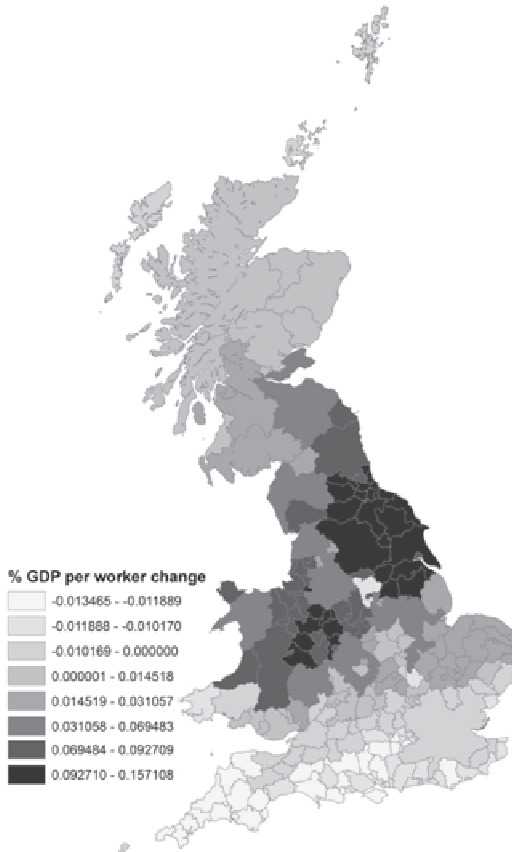 % GDP per worker change
-0.013465 - -0.011889
-0.011888 - -0.010170
-0.010169 - 0.000000
0.000001 - 0.014518
0.014519 - 0.031057
0.031058 - 0.069483
0.069484 - 0.092709
0.092710 - 0.157108